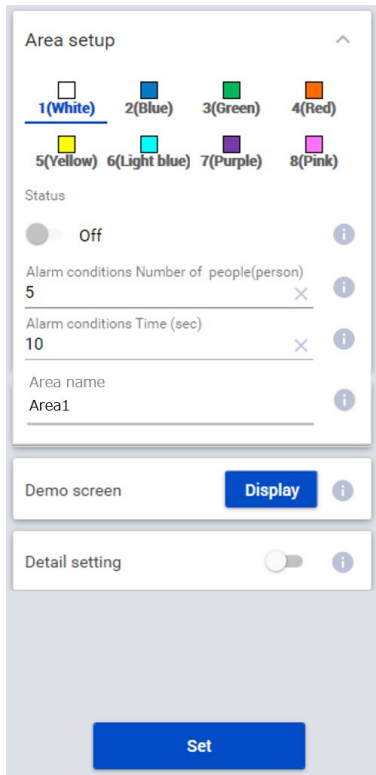 Area setup
1(White) 2(Blue) 3(Green) 4(Red)
5(Yellow) 6(Light blue) 7(Purple) 8(Pink)
Status
Off
Alarm conditions Number of people(person)
5
Alarm conditions Time (sec)
10
Area name
Area1
Demo screen Display
Detail setting
Set